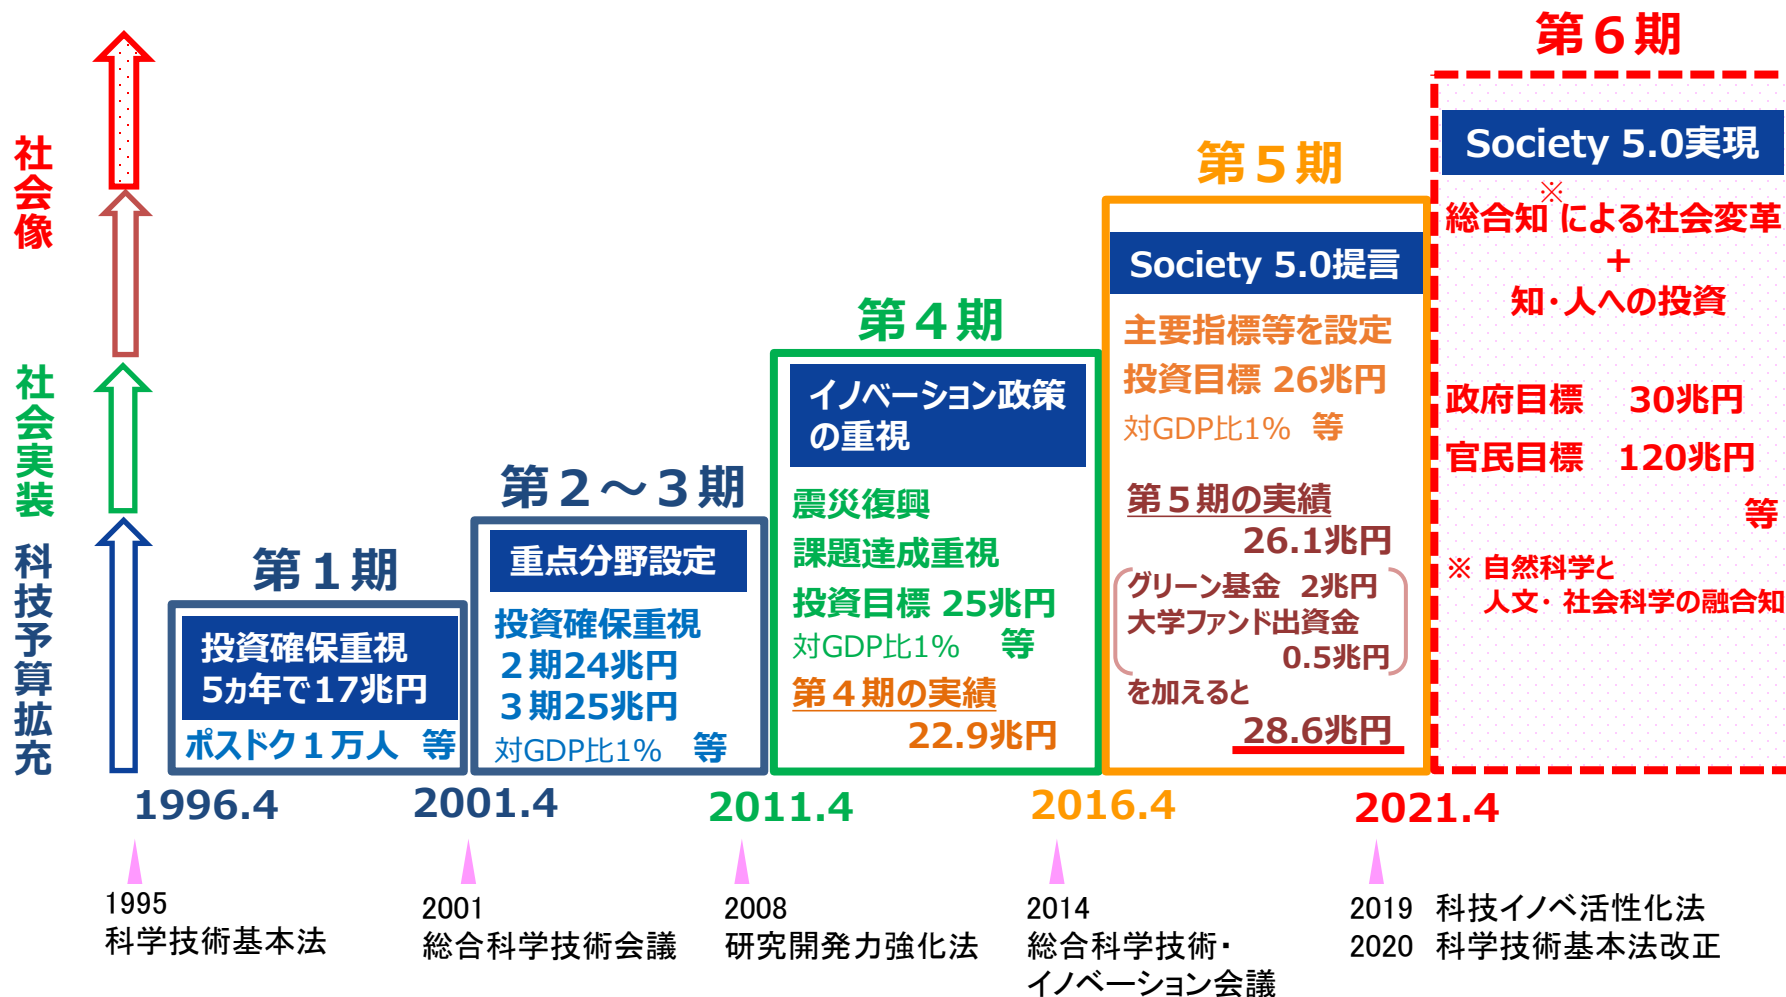 社会像
社会実装
科技予算拡充
第1期
投資確保重視
5ヵ年で17兆円
ポスドク1万人 等
1996.4
第2～3期
重点分野設定
投資確保重視
2期24兆円
3期25兆円
対GDP比1% 等
2001.4
第4期
イノベーション政策
の重視
震災復興
課題達成重視
投資目標 25兆円
対GDP比1% 等
第4期の実績
22.9兆円
2011.4
第5期
Society 5.0提言
主要指標等を設定
投資目標 26兆円
対GDP比1% 等
第5期の実績
26.1兆円
グリーン基金 2兆円
大学ファンド出資金
0.5兆円
を加えると
28.6兆円
2016.4
第6期
Society 5.0実現
総合知※による社会変革
+
知・人への投資
政府目標 30兆円
官民目標 120兆円
等
※ 自然科学と
人文・社会科学の融合知
2021.4
1995
科学技術基本法
2001
総合科学技術会議
2008
研究開発力強化法
2014
総合科学技術・
イノベーション会議
2019 科技イノベ活性化法
2020 科学技術基本法改正